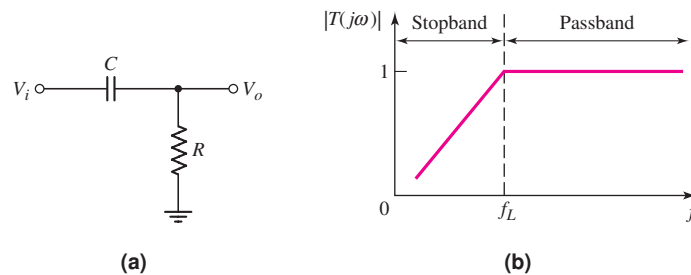 C
V_i
V_o
R
(a)
|T(jω)|
Stopband
Passband
1
0
f_L
(b)